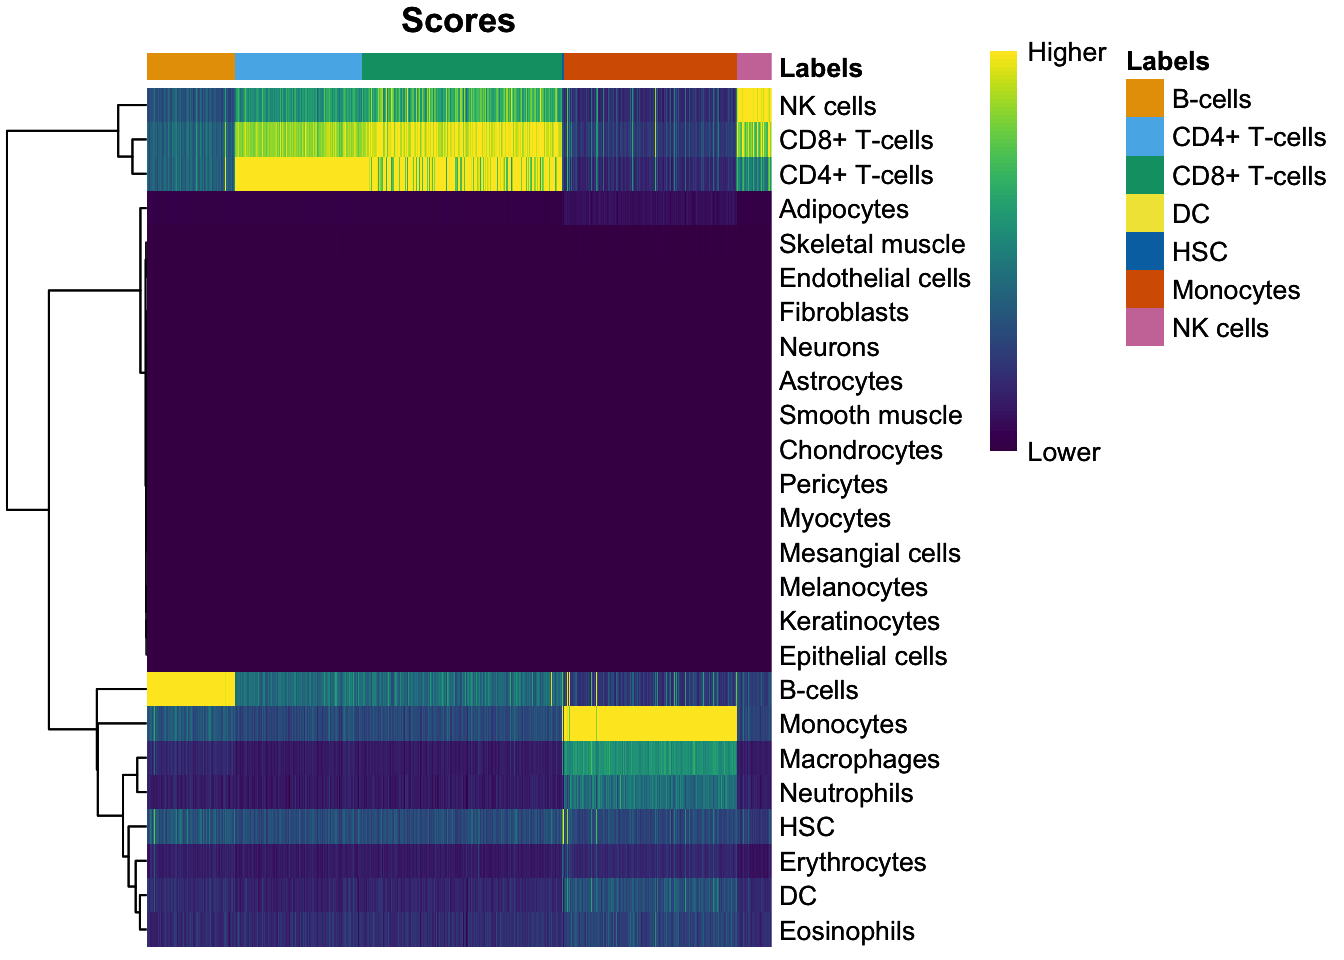 Scores
Labels
NK cells
CD8+ T-cells
CD4+ T-cells
Adipocytes
Skeletal muscle
Endothelial cells
Fibroblasts
Neurons
Astrocytes
Smooth muscle
Chondrocytes
Pericytes
Myocytes
Mesangial cells
Melanocytes
Keratinocytes
Epithelial cells
B-cells
Monocytes
Macrophages
Neutrophils
HSC
Erythrocytes
DC
Eosinophils
Higher
Lower
Labels
B-cells
CD4+ T-cells
CD8+ T-cells
DC
HSC
Monocytes
NK cells